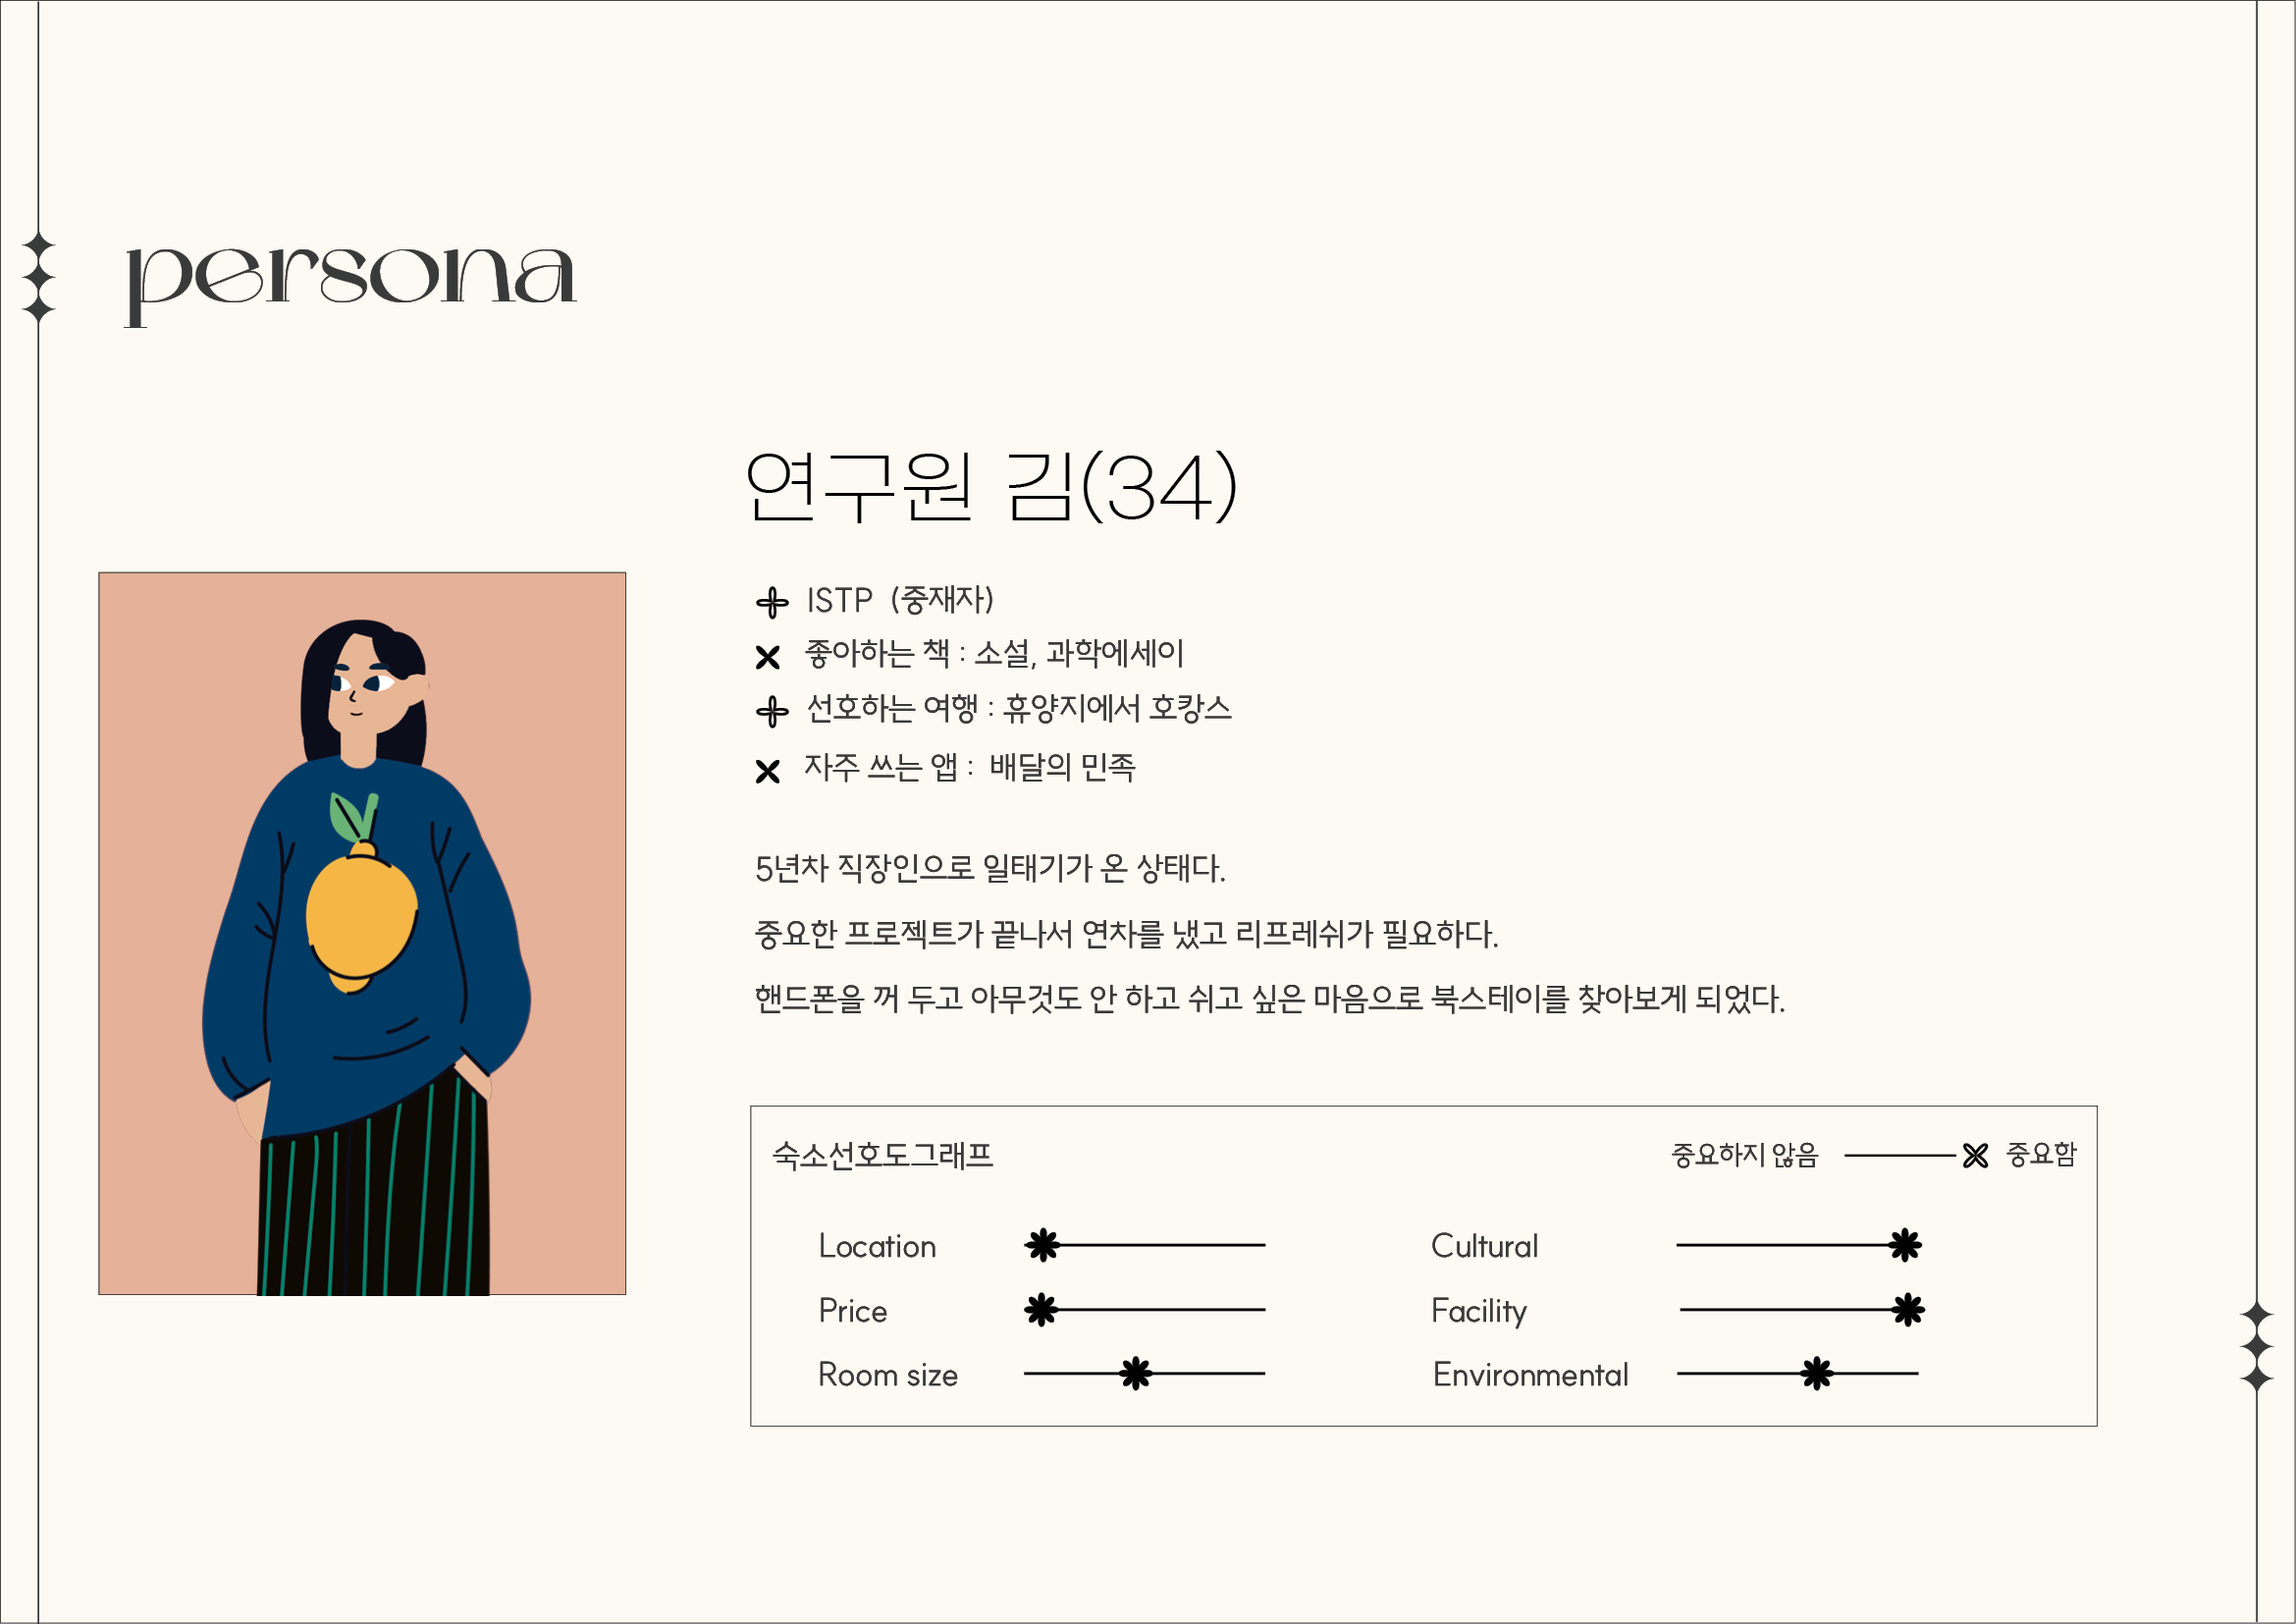 persona
연구원 김(34)
ISTP (중재자)
좋아하는 책 : 소설, 과학에세이
선호하는 여행 : 휴양지에서 호캉스
자주 쓰는 앱 : 배달의 민족
5년차 직장인으로 일태기가 온 상태다.
중요한 프로젝트가 끝나서 연차를 냈고 리프레쉬가 필요하다.
핸드폰을 꺼 두고 아무것도 안 하고 쉬고 싶은 마음으로 북스테이를 찾아보게 되었다.
숙소선호도그래프
중요하지 않음 중요함
Location Cultural
Price Facility
Room size Environmental